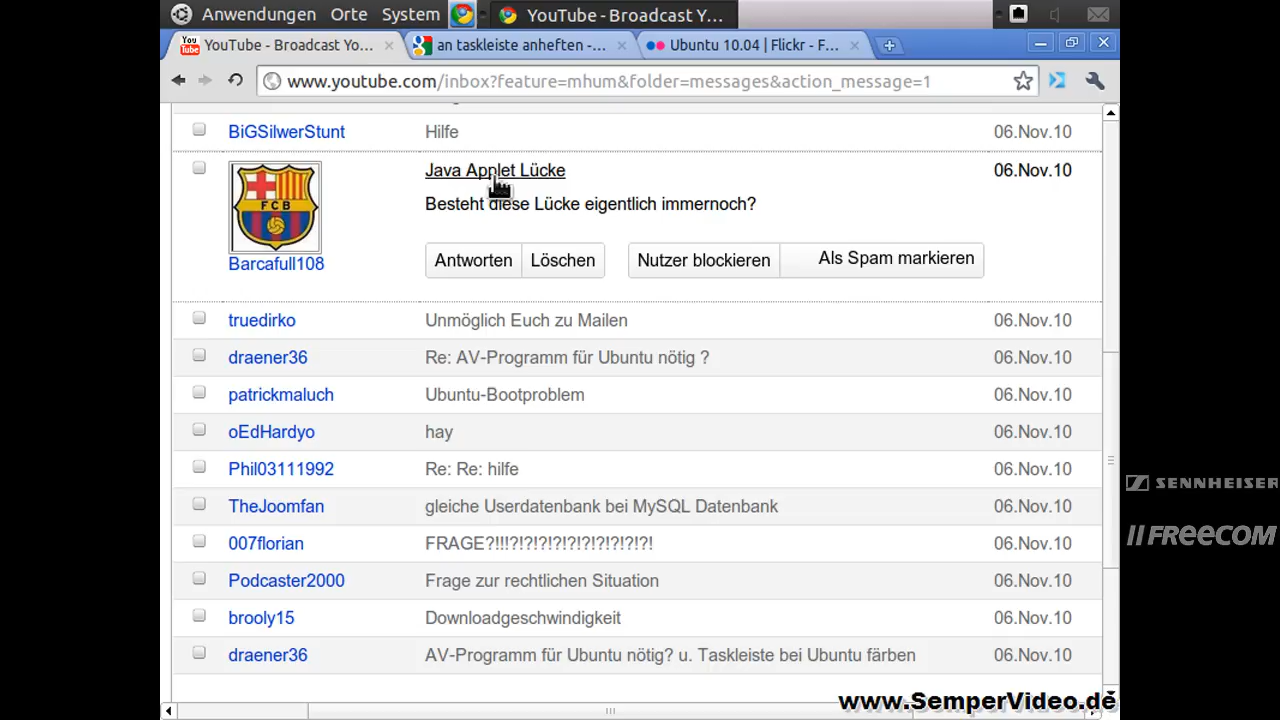 Anwendungen Orte System YouTube - Broadcast Y...
YouTube - Broadcast Yo... an taskleiste anheften -... Ubuntu 10.04 | Flickr - F...
www.youtube.com/inbox?feature=mhum&folder=messages&action_message=1
BiGSilwerStunt Hilfe 06.Nov.10
Java Applet Lücke 06.Nov.10
FCB
Besteht diese Lücke eigentlich immernoch?
Barcafull108
Antworten Löschen Nutzer blockieren Als Spam markieren
truedirko Unmöglich Euch zu Mailen 06.Nov.10
draener36 Re: AV-Programm für Ubuntu nötig ? 06.Nov.10
patrickmaluch Ubuntu-Bootproblem 06.Nov.10
oEdHardyo hay 06.Nov.10
Phil03111992 Re: Re: hilfe 06.Nov.10
SENNHEISER
TheJoomfan gleiche Userdatenbank bei MySQL Datenbank 06.Nov.10
FREECOM
007florian FRAGE?!!!?!?!?!?!?!?!?!?!?! 06.Nov.10
Podcaster2000 Frage zur rechtlichen Situation 06.Nov.10
brooly15 Downloadgeschwindigkeit 06.Nov.10
draener36 AV-Programm für Ubuntu nötig? u. Taskleiste bei Ubuntu färben 06.Nov.10
www.SemperVideo.de